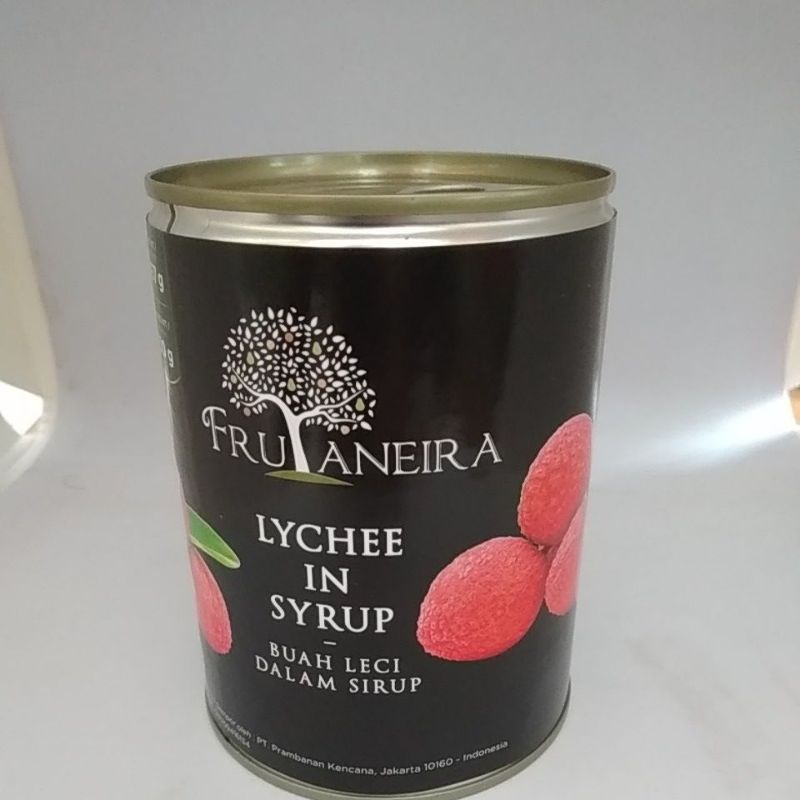 FRUTANEIRA
LYCHEE
IN
SYRUP
–
BUAH LECI
DALAM SIRUP
PT. Prambanan Kencana, Jakarta 10160 - Indonesia